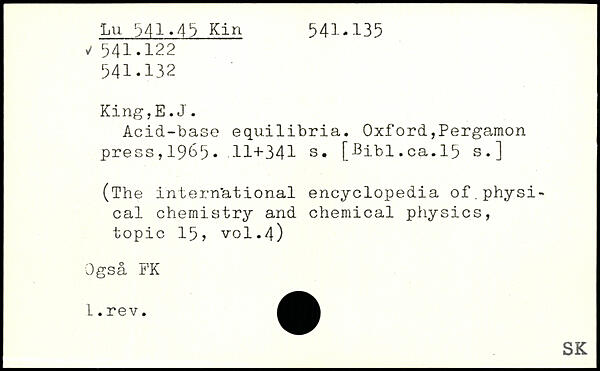 Lu 541.45 Kin 541.135
✓ 541.122
541.132
King,E.J.
Acid-base equilibria. Oxford,Pergamon
press,1965. 11+341 s. [Bibl.ca.15 s.]
(The international encyclopedia of physi-
cal chemistry and chemical physics,
topic 15, vol.4)
Også FK
1.rev.
SK